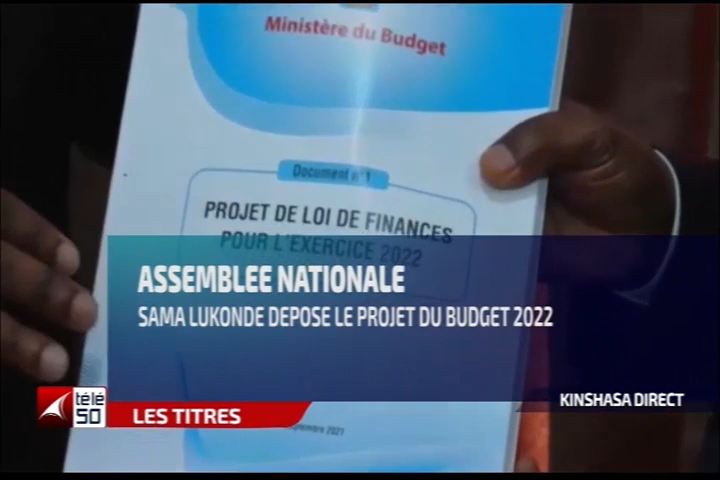 Ministère du Budget
Document n°1
PROJET DE LOI DE FINANCES
POUR L'EXERCICE 2022
ASSEMBLEE NATIONALE
SAMA LUKONDE DEPOSE LE PROJET DU BUDGET 2022
KINSHASA DIRECT
télé
50
LES TITRES
2021